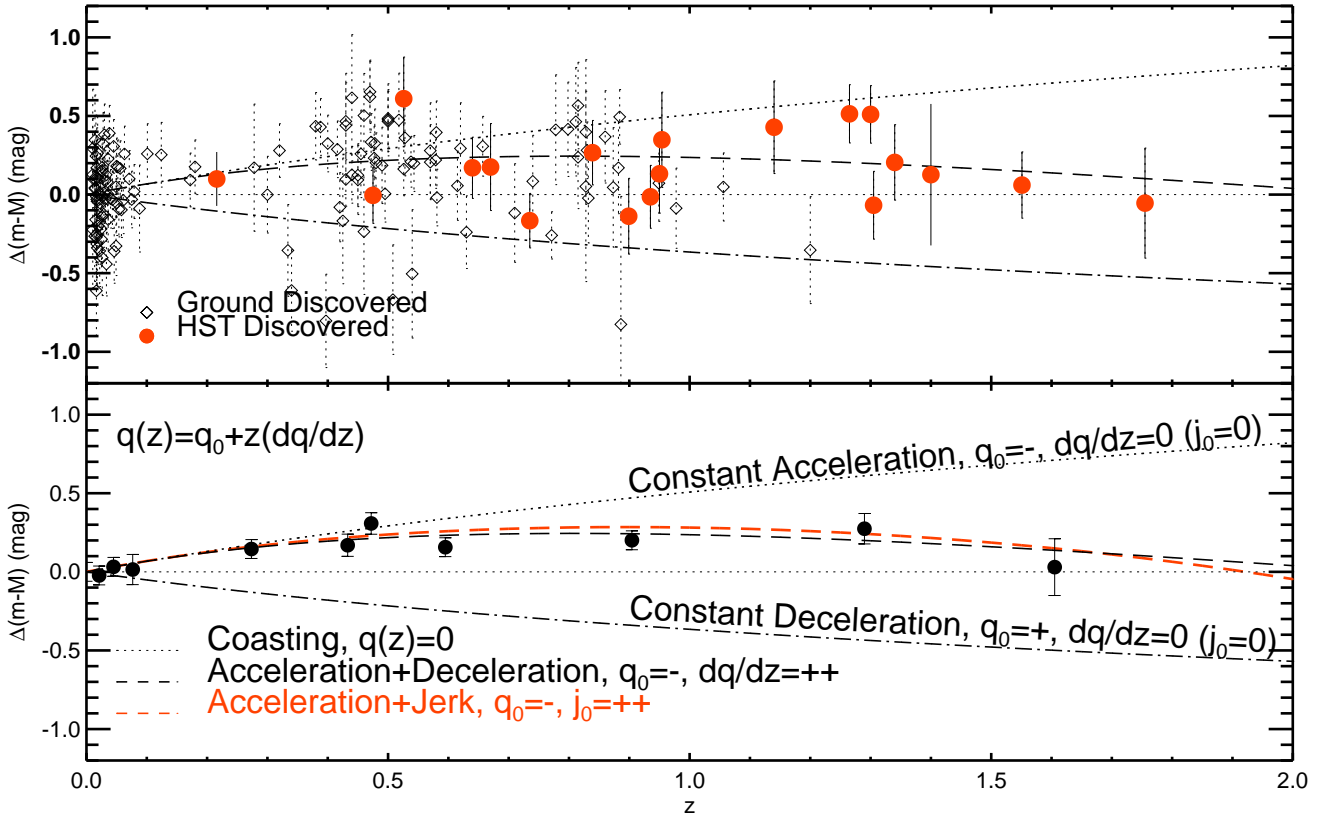 1.0
0.5
0.0
-0.5
-1.0
Δ(m-M) (mag)
Ground Discovered
HST Discovered
1.0
0.5
0.0
-0.5
-1.0
Δ(m-M) (mag)
q(z)=q₀+z(dq/dz)
Constant Acceleration, q₀=-, dq/dz=0 (j₀=0)
Constant Deceleration, q₀=+, dq/dz=0 (j₀=0)
Coasting, q(z)=0
Acceleration+Deceleration, q₀=-, dq/dz=++
Acceleration+Jerk, q₀=-, j₀=++
0.0 0.5 1.0 1.5 2.0
z